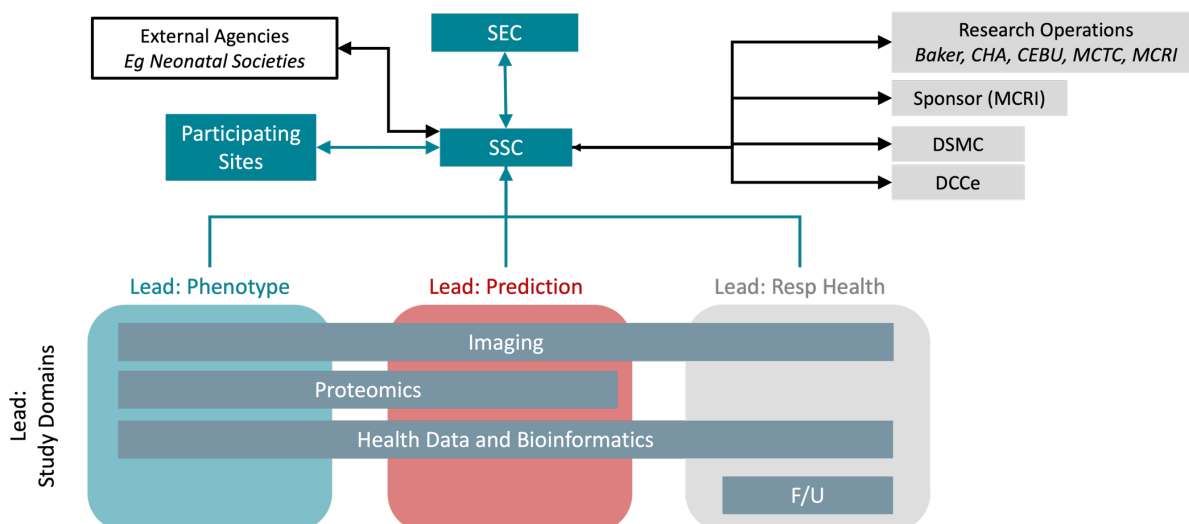 External Agencies
Eg Neonatal Societies
SEC
Research Operations
Baker, CHA, CEBU, MCTC, MCRI
Sponsor (MCRI)
Participating
Sites
SSC
DSMC
DCCe
Lead: Phenotype
Lead: Prediction
Lead: Resp Health
Lead:
Study Domains
Imaging
Proteomics
Health Data and Bioinformatics
F/U